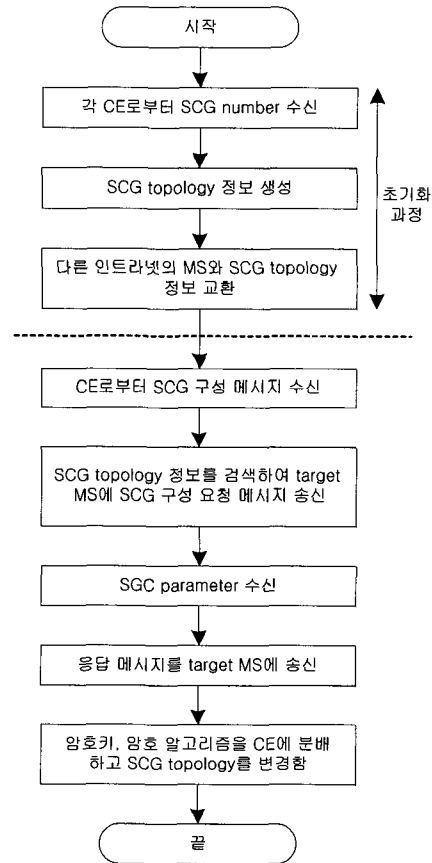 시작
각 CE로부터 SCG number 수신
SCG topology 정보 생성
다른 인트라넷의 MS와 SCG topology
정보 교환
초기화
과정
CE로부터 SCG 구성 메시지 수신
SCG topology 정보를 검색하여 target
MS에 SCG 구성 요청 메시지 송신
SGC parameter 수신
응답 메시지를 target MS에 송신
암호키, 암호 알고리즘을 CE에 분배
하고 SCG topology를 변경함
끝